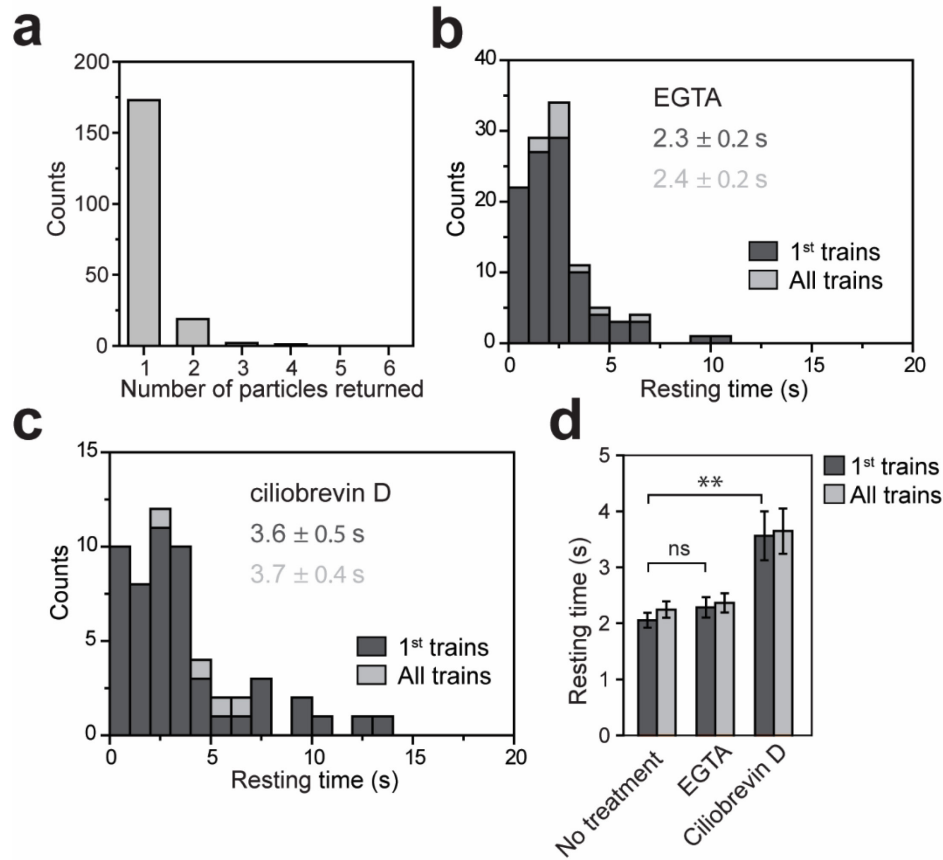 a
200
150
100
50
0
Counts
1 2 3 4 5 6
Number of particles returned
b
40
30
20
10
0
Counts
EGTA
2.3 ± 0.2 s
2.4 ± 0.2 s
1st trains
All trains
0 5 10 15 20
Resting time (s)
c
15
10
5
0
Counts
ciliobrevin D
3.6 ± 0.5 s
3.7 ± 0.4 s
1st trains
All trains
0 5 10 15 20
Resting time (s)
d
5
4
3
2
1
0
Resting time (s)
**
ns
1st trains
All trains
No treatment
EGTA
Ciliobrevin D